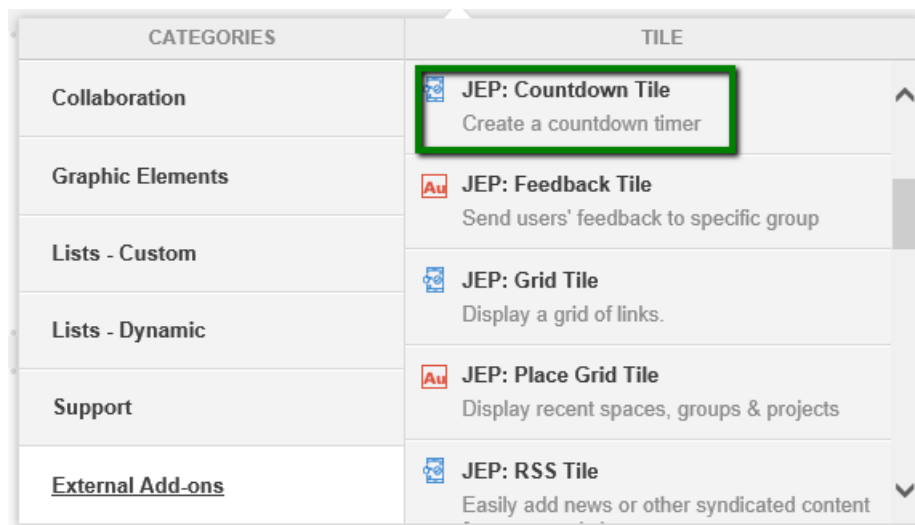 CATEGORIES
TILE
Collaboration
Graphic Elements
Lists - Custom
Lists - Dynamic
Support
External Add-ons
JEP: Countdown Tile
Create a countdown timer
Au
JEP: Feedback Tile
Send users' feedback to specific group
JEP: Grid Tile
Display a grid of links.
Au
JEP: Place Grid Tile
Display recent spaces, groups & projects
JEP: RSS Tile
Easily add news or other syndicated content